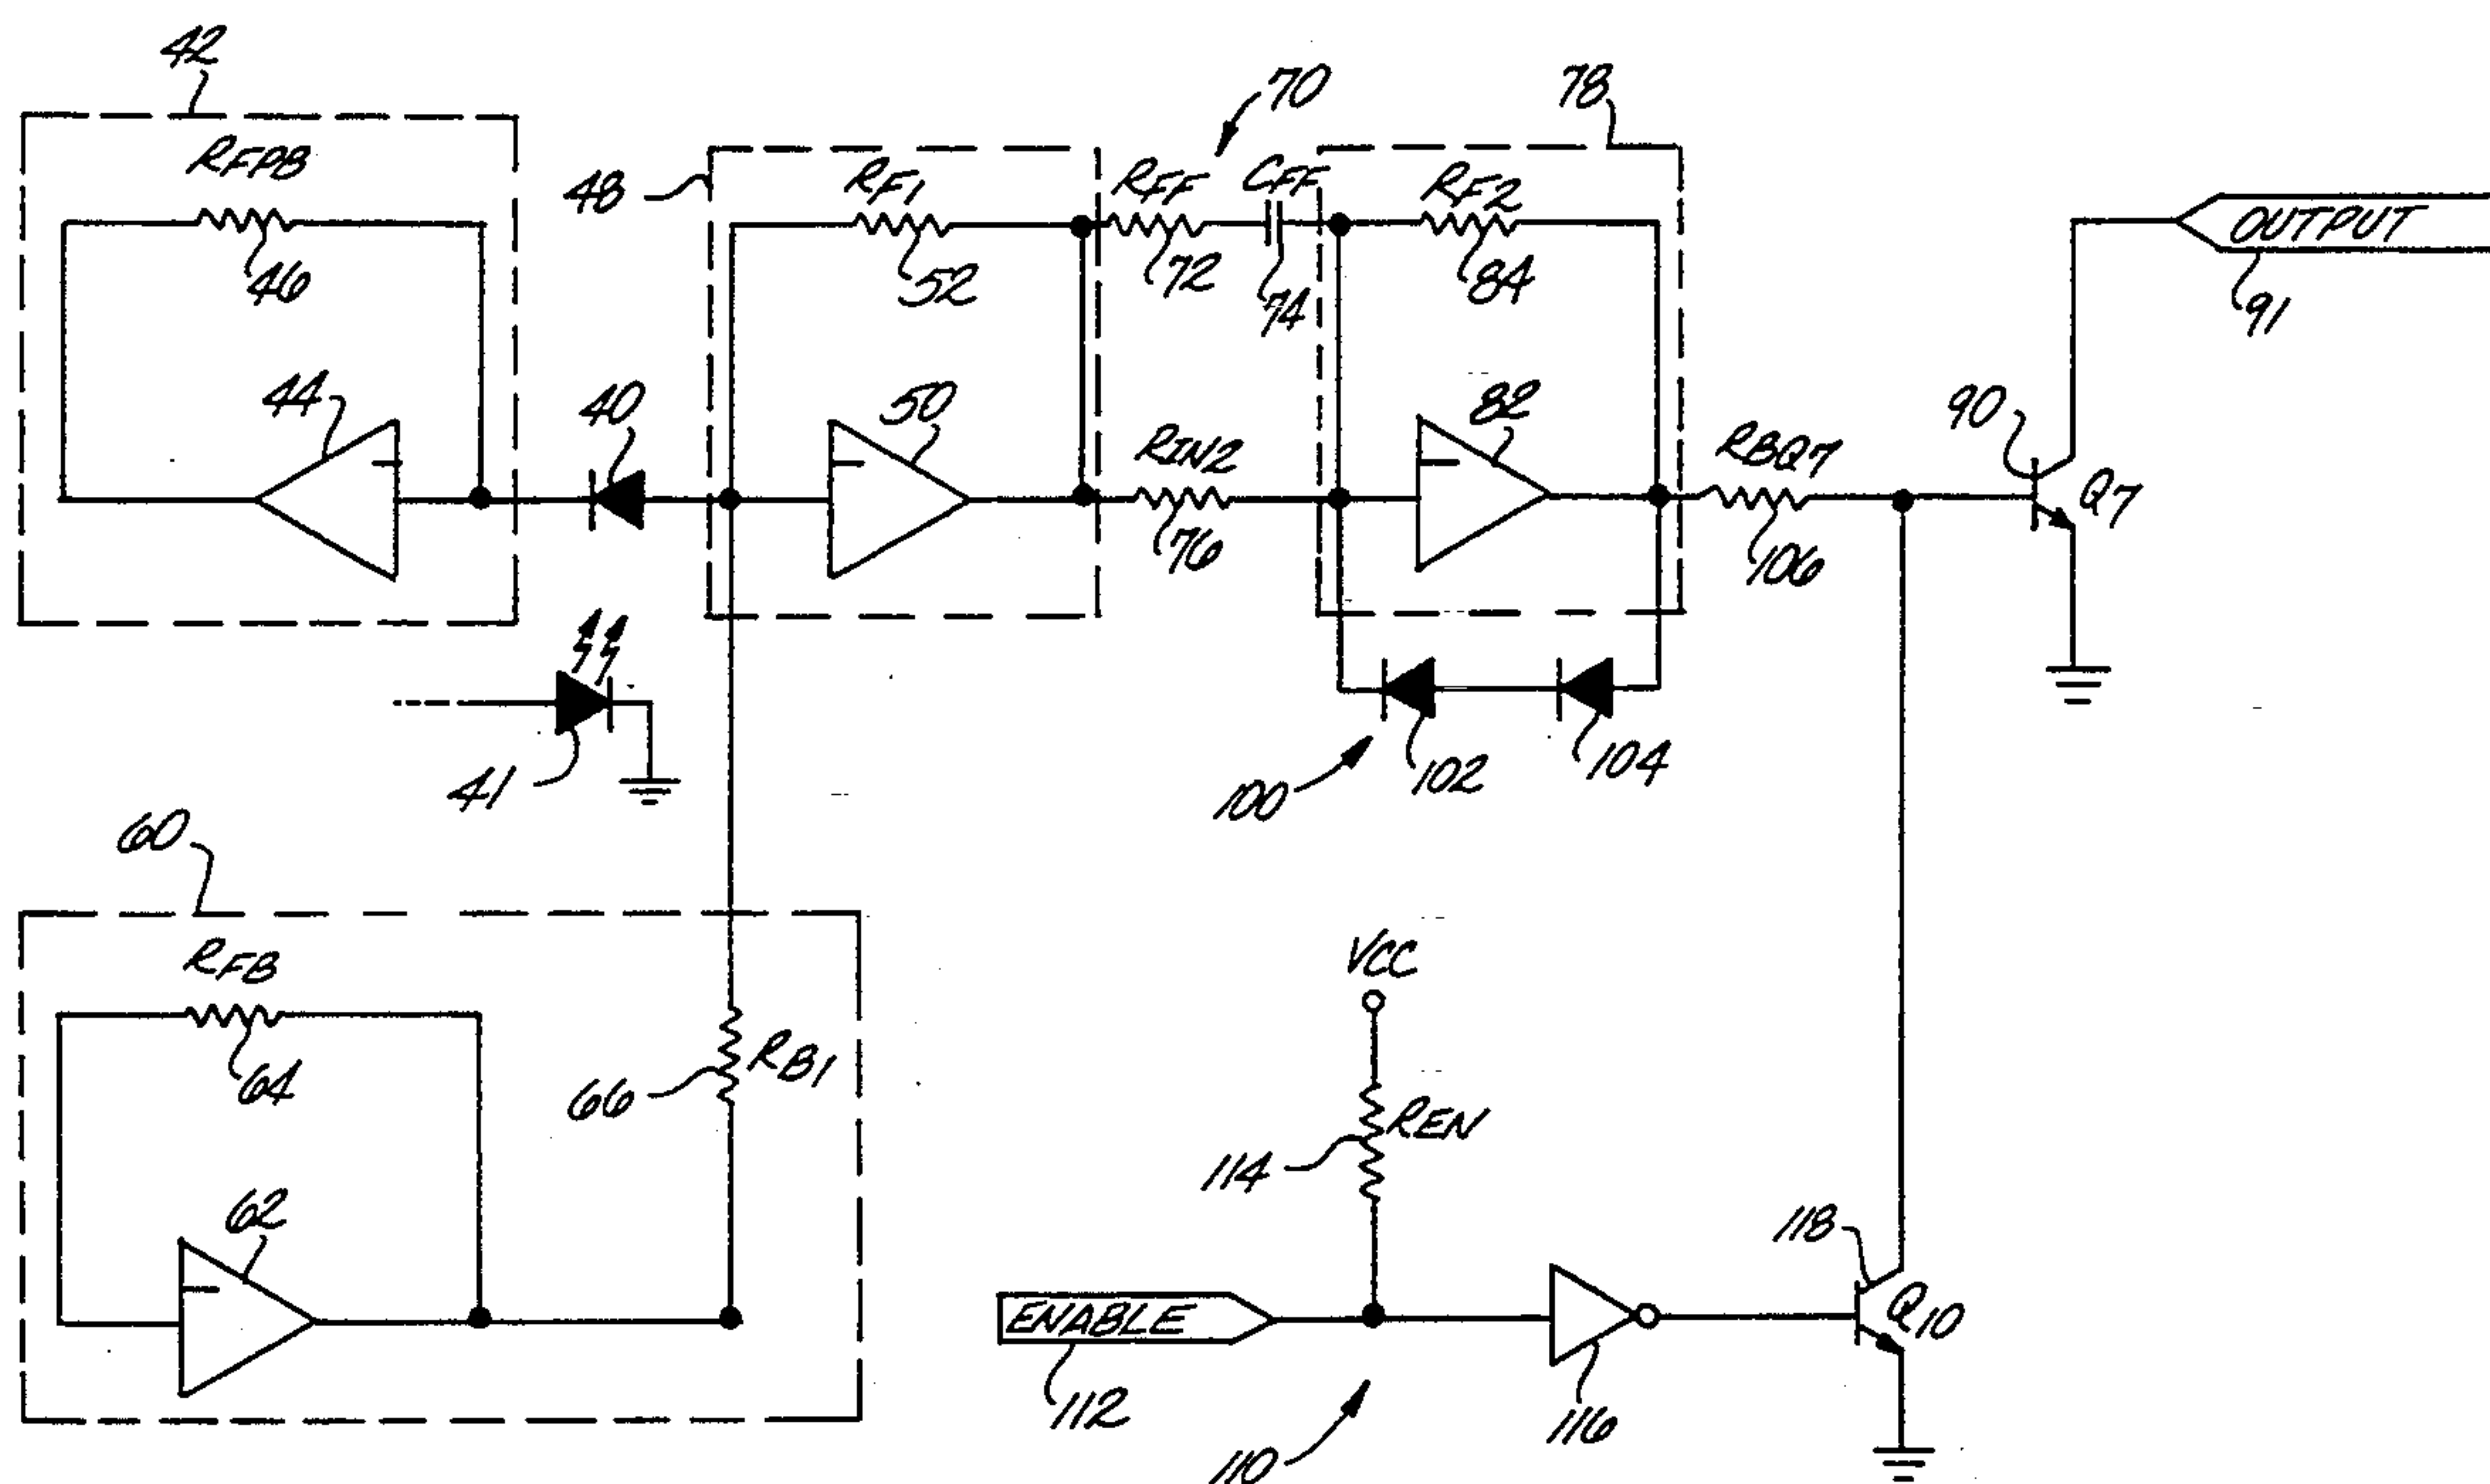 42
70
78
RFPB
48
RF1
RFF
CFF
RF2
OUTPUT
46
52
72
74
84
91
44
40
50
RIN2
82
RBQ7
90
Q7
76
106
41
100
102
104
60
RFB
VCC
64
66
RB1
REN
114
62
118
ENABLE
Q10
112
116
110